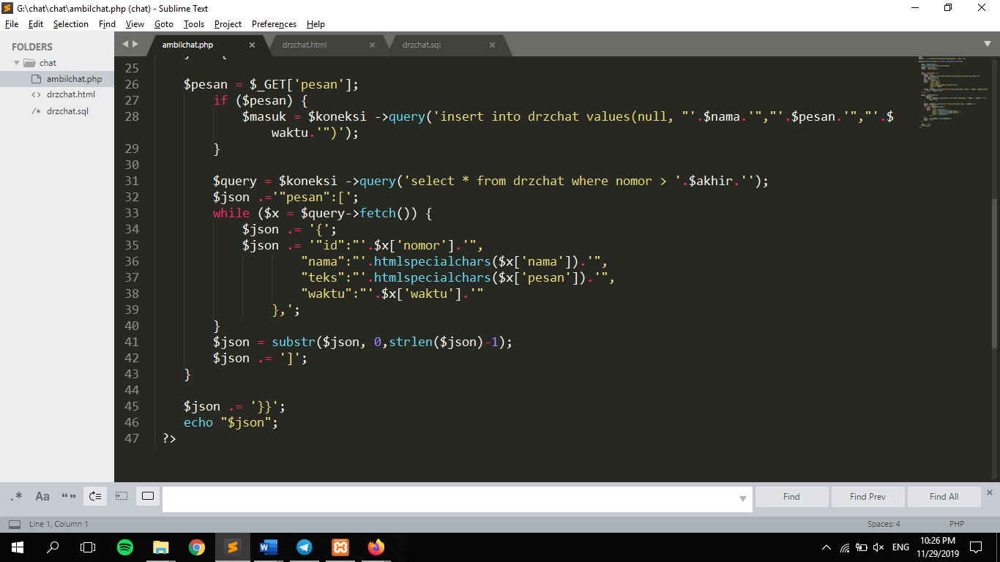 G:\chat\chat\ambilchat.php (chat) - Sublime Text
File Edit Selection Find View Goto Tools Project Preferences Help
FOLDERS
chat
ambilchat.php
<> drzchat.html
/* drzchat.sql
ambilchat.php × drzchat.html × drzchat.sql ×
25
26 $pesan = $_GET['pesan'];
27 if ($pesan) {
28 $masuk = $koneksi ->query('insert into drzchat values(null, "'.$nama.'","'.$pesan.'","'.$
waktu.'")');
29 }
30
31 $query = $koneksi ->query('select * from drzchat where nomor > '.$akhir.'');
32 $json .='"pesan":[';
33 while ($x = $query->fetch()) {
34 $json .= '{';
35 $json .= '"id":"'.$x['nomor'].'",
36 "nama":"'.htmlspecialchars($x['nama']).'",
37 "teks":"'.htmlspecialchars($x['pesan']).'",
38 "waktu":"'.$x['waktu'].'"
39 },';
40 }
41 $json = substr($json, 0,strlen($json)-1);
42 $json .= ']';
43 }
44
45 $json .= '}}';
46 echo "$json";
47 ?>
.* Aa “”
Find Find Prev Find All
Line 1, Column 1 Spaces: 4 PHP
ENG
10:26 PM
11/29/2019